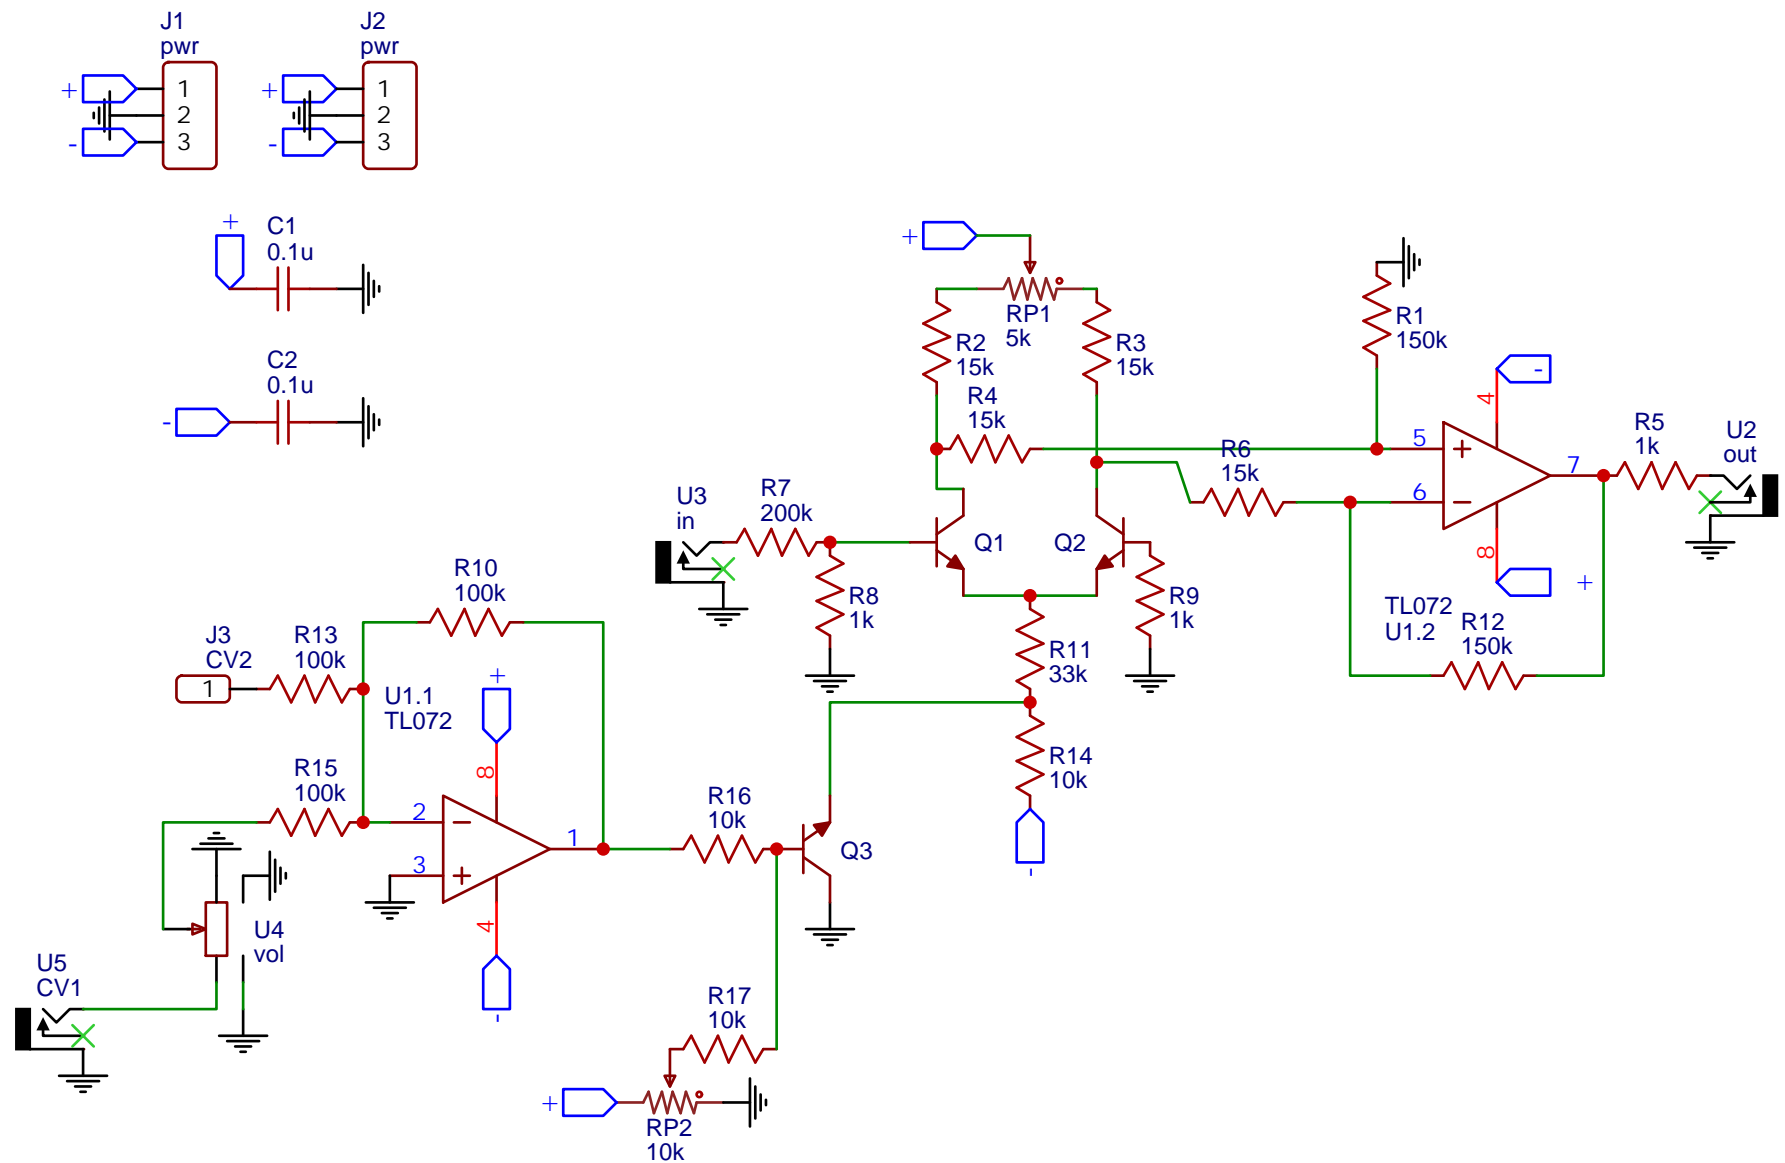 J1
pwr
+
1
2
-
3
J2
pwr
+
1
2
-
3
+
C1
0.1u
C2
0.1u
-
+
RP1
5k
R2
15k
R3
15k
R4
15k
R1
150k
-
4
5
+
6
−
7
8
+
TL072
U1.2
R5
1k
U2
out
R6
15k
R12
150k
U3
in
R7
200k
R8
1k
Q1
Q2
R9
1k
R11
33k
R14
10k
-
R10
100k
J3
CV2
1
R13
100k
U1.1
TL072
+
8
R15
100k
2
−
3
+
1
4
-
R16
10k
Q3
U4
vol
U5
CV1
R17
10k
+
RP2
10k